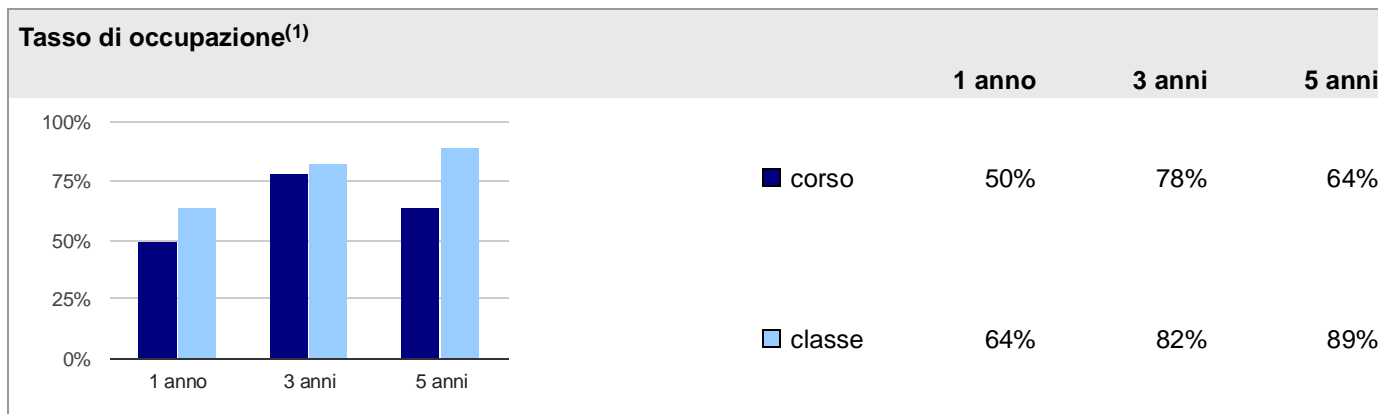 Tasso di occupazione(1)
1 anno 3 anni 5 anni
100%
75%
50%
25%
0%
1 anno 3 anni 5 anni
corso 50% 78% 64%
classe 64% 82% 89%